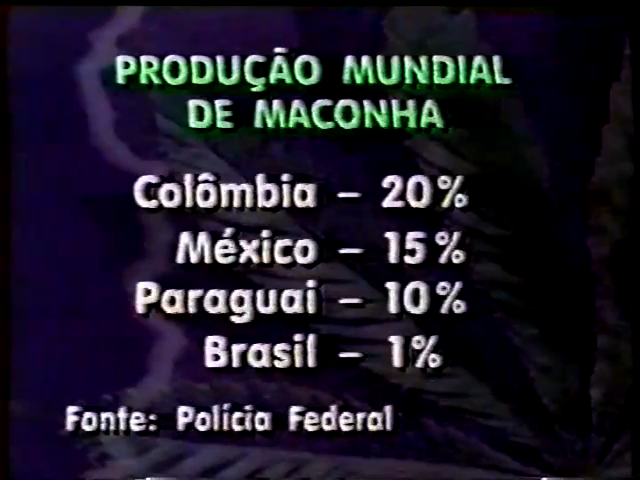 PRODUÇÃO MUNDIAL
DE MACONHA
Colômbia – 20%
México – 15%
Paraguai – 10%
Brasil – 1%
Fonte: Polícia Federal